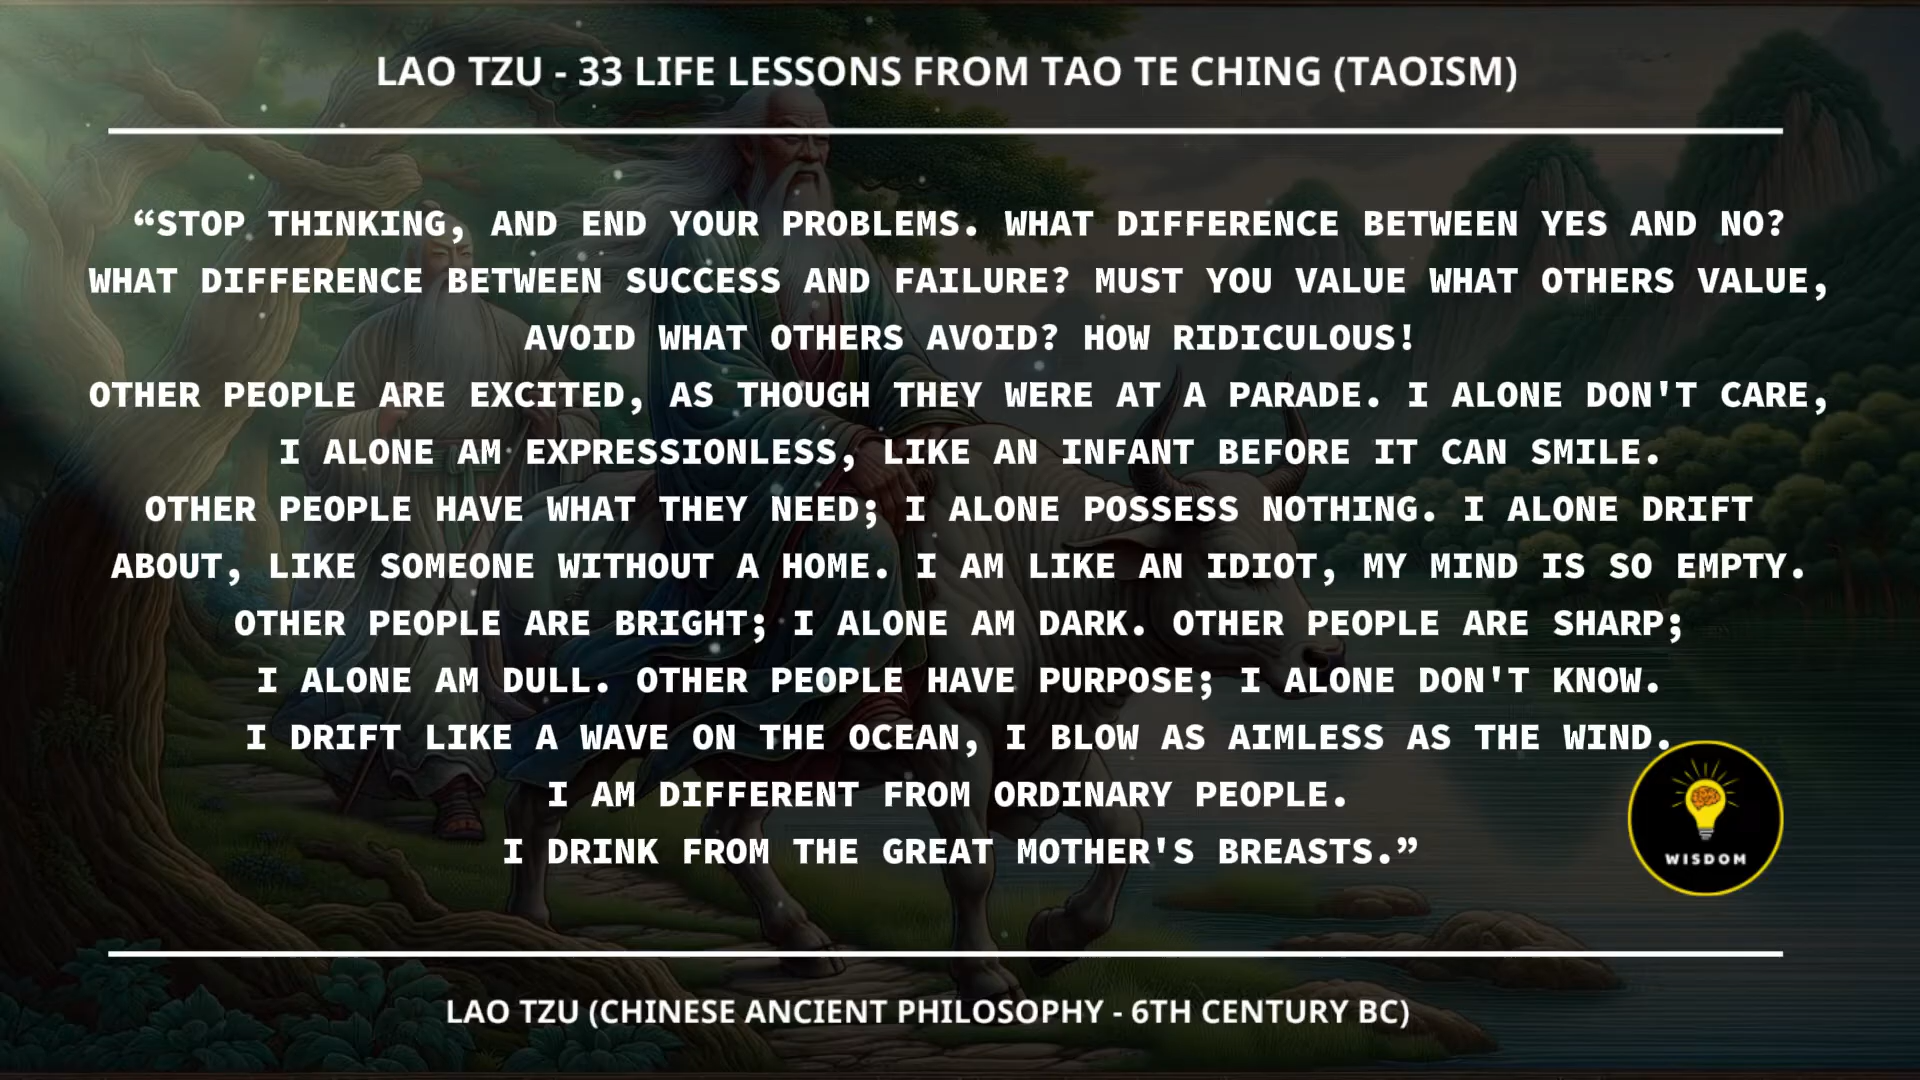 LAO TZU - 33 LIFE LESSONS FROM TAO TE CHING (TAOISM)
“STOP THINKING, AND END YOUR PROBLEMS. WHAT DIFFERENCE BETWEEN YES AND NO?
WHAT DIFFERENCE BETWEEN SUCCESS AND FAILURE? MUST YOU VALUE WHAT OTHERS VALUE,
AVOID WHAT OTHERS AVOID? HOW RIDICULOUS!
OTHER PEOPLE ARE EXCITED, AS THOUGH THEY WERE AT A PARADE. I ALONE DON'T CARE,
I ALONE AM EXPRESSIONLESS, LIKE AN INFANT BEFORE IT CAN SMILE.
OTHER PEOPLE HAVE WHAT THEY NEED; I ALONE POSSESS NOTHING. I ALONE DRIFT
ABOUT, LIKE SOMEONE WITHOUT A HOME. I AM LIKE AN IDIOT, MY MIND IS SO EMPTY.
OTHER PEOPLE ARE BRIGHT; I ALONE AM DARK. OTHER PEOPLE ARE SHARP;
I ALONE AM DULL. OTHER PEOPLE HAVE PURPOSE; I ALONE DON'T KNOW.
I DRIFT LIKE A WAVE ON THE OCEAN, I BLOW AS AIMLESS AS THE WIND.
I AM DIFFERENT FROM ORDINARY PEOPLE.
I DRINK FROM THE GREAT MOTHER'S BREASTS.”
WISDOM
LAO TZU (CHINESE ANCIENT PHILOSOPHY - 6TH CENTURY BC)